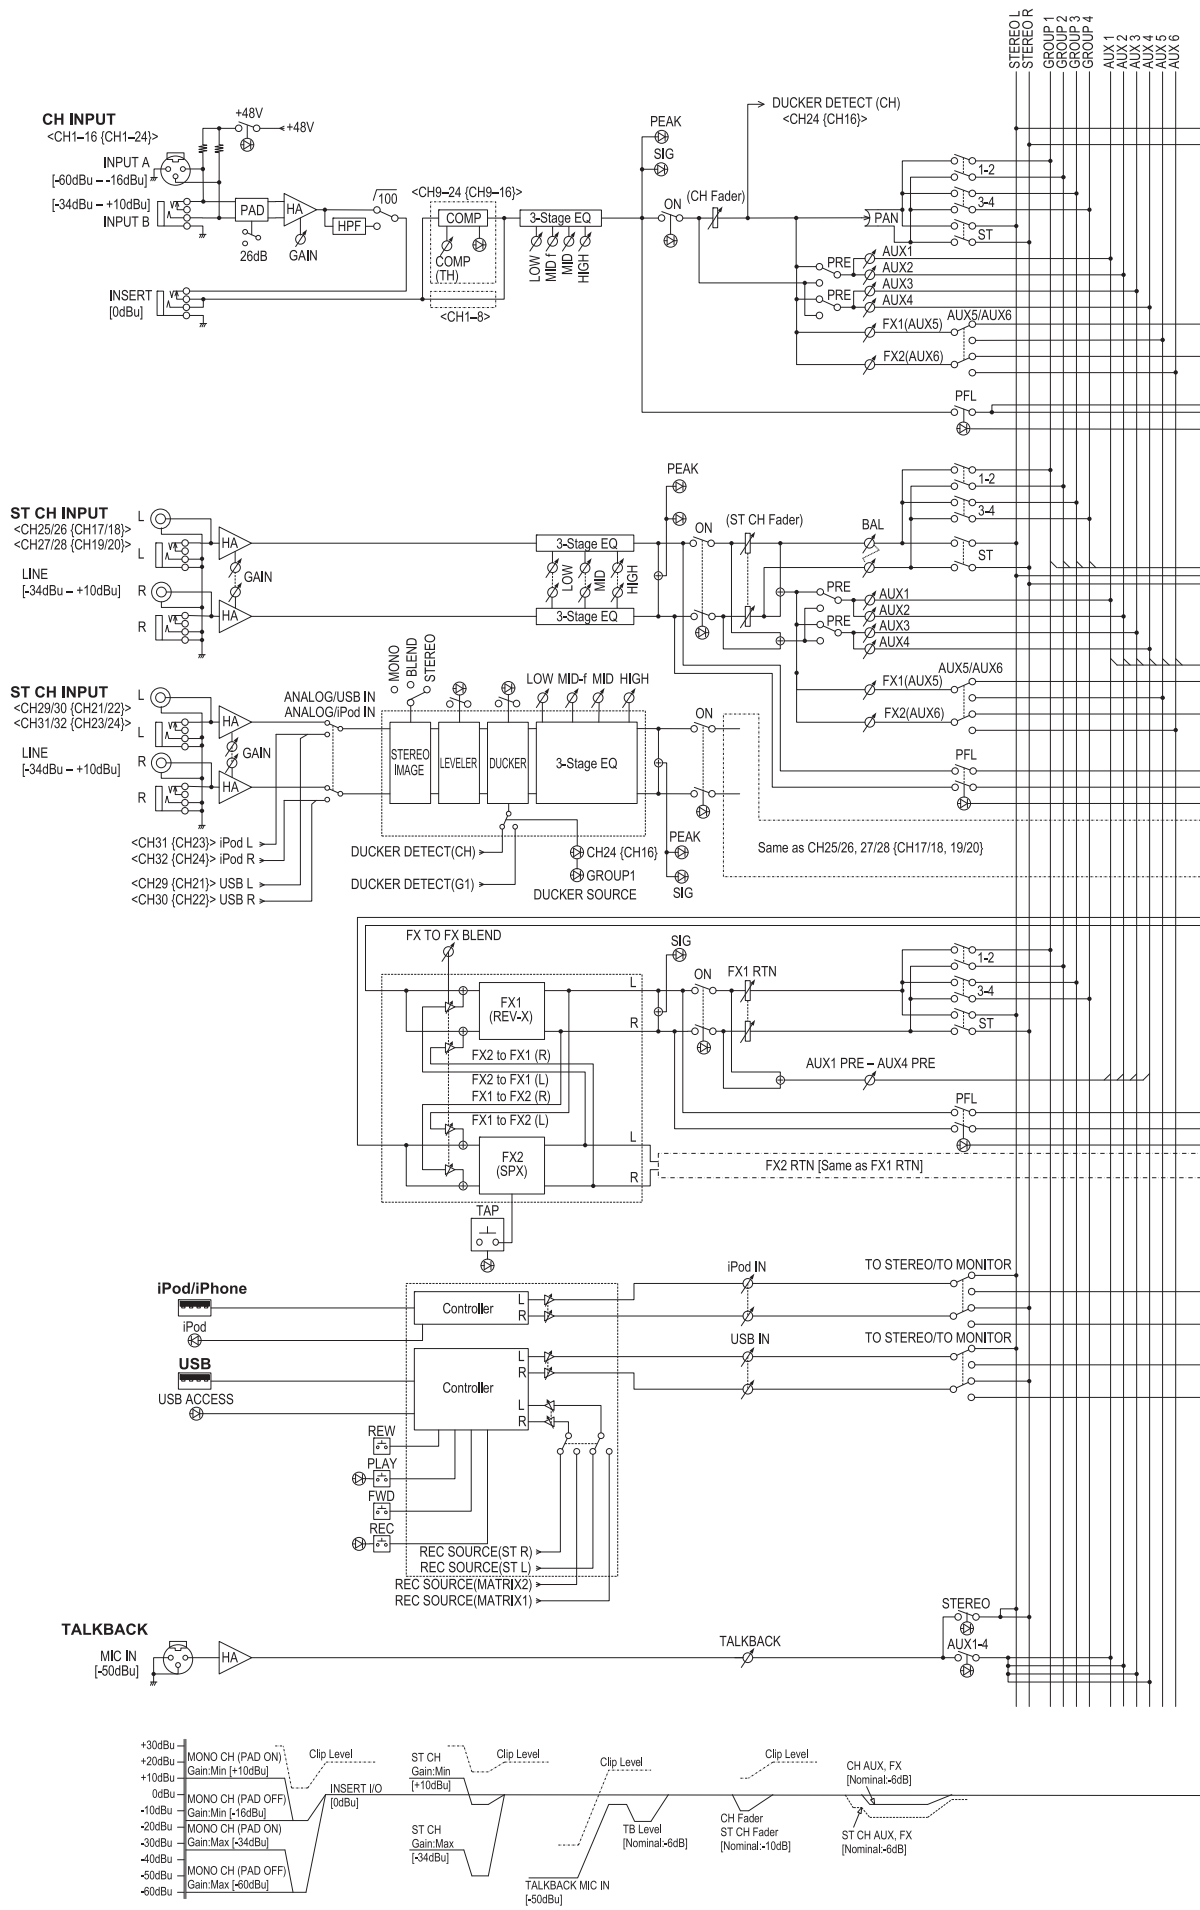 STEREO L
STEREO R
GROUP 1
GROUP 2
GROUP 3
GROUP 4
AUX 1
AUX 2
AUX 3
AUX 4
AUX 5
AUX 6
CH INPUT
<CH1–16 {CH1–24}>
+48V
+48V
INPUT A
[-60dBu – -16dBu]
[-34dBu – +10dBu]
INPUT B
PAD
26dB
HA
GAIN
HPF
/100
INSERT
[0dBu]
<CH9–24 {CH9–16}>
COMP
COMP
(TH)
<CH1–8>
3-Stage EQ
LOW
MID f
MID
HIGH
PEAK
SIG
ON
(CH Fader)
DUCKER DETECT (CH)
<CH24 {CH16}>
PAN
1-2
3-4
ST
PRE
PRE
AUX1
AUX2
AUX3
AUX4
FX1(AUX5)
AUX5/AUX6
FX2(AUX6)
PFL
ST CH INPUT
<CH25/26 {CH17/18}>
<CH27/28 {CH19/20}>
LINE
[-34dBu – +10dBu]
L
L
R
R
HA
GAIN
HA
3-Stage EQ
LOW
MID
HIGH
3-Stage EQ
PEAK
ON
(ST CH Fader)
BAL
1-2
3-4
ST
PRE
PRE
AUX1
AUX2
AUX3
AUX4
AUX5/AUX6
FX1(AUX5)
FX2(AUX6)
PFL
ST CH INPUT
<CH29/30 {CH21/22}>
<CH31/32 {CH23/24}>
LINE
[-34dBu – +10dBu]
L
L
R
R
HA
GAIN
HA
ANALOG/USB IN
ANALOG/iPod IN
MONO
BLEND
STEREO
STEREO
IMAGE
LEVELER
DUCKER
LOW MID-f MID HIGH
3-Stage EQ
ON
PEAK
SIG
Same as CH25/26, 27/28 {CH17/18, 19/20}
<CH31 {CH23}> iPod L
<CH32 {CH24}> iPod R
<CH29 {CH21}> USB L
<CH30 {CH22}> USB R
DUCKER DETECT(CH)
DUCKER DETECT(G1)
CH24 {CH16}
GROUP1
DUCKER SOURCE
FX TO FX BLEND
FX1
(REV-X)
L
R
FX2 to FX1 (R)
FX2 to FX1 (L)
FX1 to FX2 (R)
FX1 to FX2 (L)
FX2
(SPX)
L
R
TAP
SIG
ON
FX1 RTN
1-2
3-4
ST
AUX1 PRE – AUX4 PRE
PFL
FX2 RTN [Same as FX1 RTN]
iPod/iPhone
iPod
Controller
L
R
iPod IN
TO STEREO/TO MONITOR
USB
USB ACCESS
Controller
L
R
L
R
USB IN
TO STEREO/TO MONITOR
REW
PLAY
FWD
REC
REC SOURCE(ST R)
REC SOURCE(ST L)
REC SOURCE(MATRIX2)
REC SOURCE(MATRIX1)
TALKBACK
MIC IN
[-50dBu]
HA
TALKBACK
STEREO
AUX1-4
+30dBu
+20dBu
+10dBu
0dBu
-10dBu
-20dBu
-30dBu
-40dBu
-50dBu
-60dBu
MONO CH (PAD ON)
Gain:Min [+10dBu]
MONO CH (PAD OFF)
Gain:Min [-16dBu]
MONO CH (PAD ON)
Gain:Max [-34dBu]
MONO CH (PAD OFF)
Gain:Max [-60dBu]
Clip Level
INSERT I/O
[0dBu]
ST CH
Gain:Min
[+10dBu]
ST CH
Gain:Max
[-34dBu]
Clip Level
Clip Level
TALKBACK MIC IN
[-50dBu]
TB Level
[Nominal:-6dB]
Clip Level
CH Fader
ST CH Fader
[Nominal:-10dB]
CH AUX, FX
[Nominal:-6dB]
ST CH AUX, FX
[Nominal:-6dB]